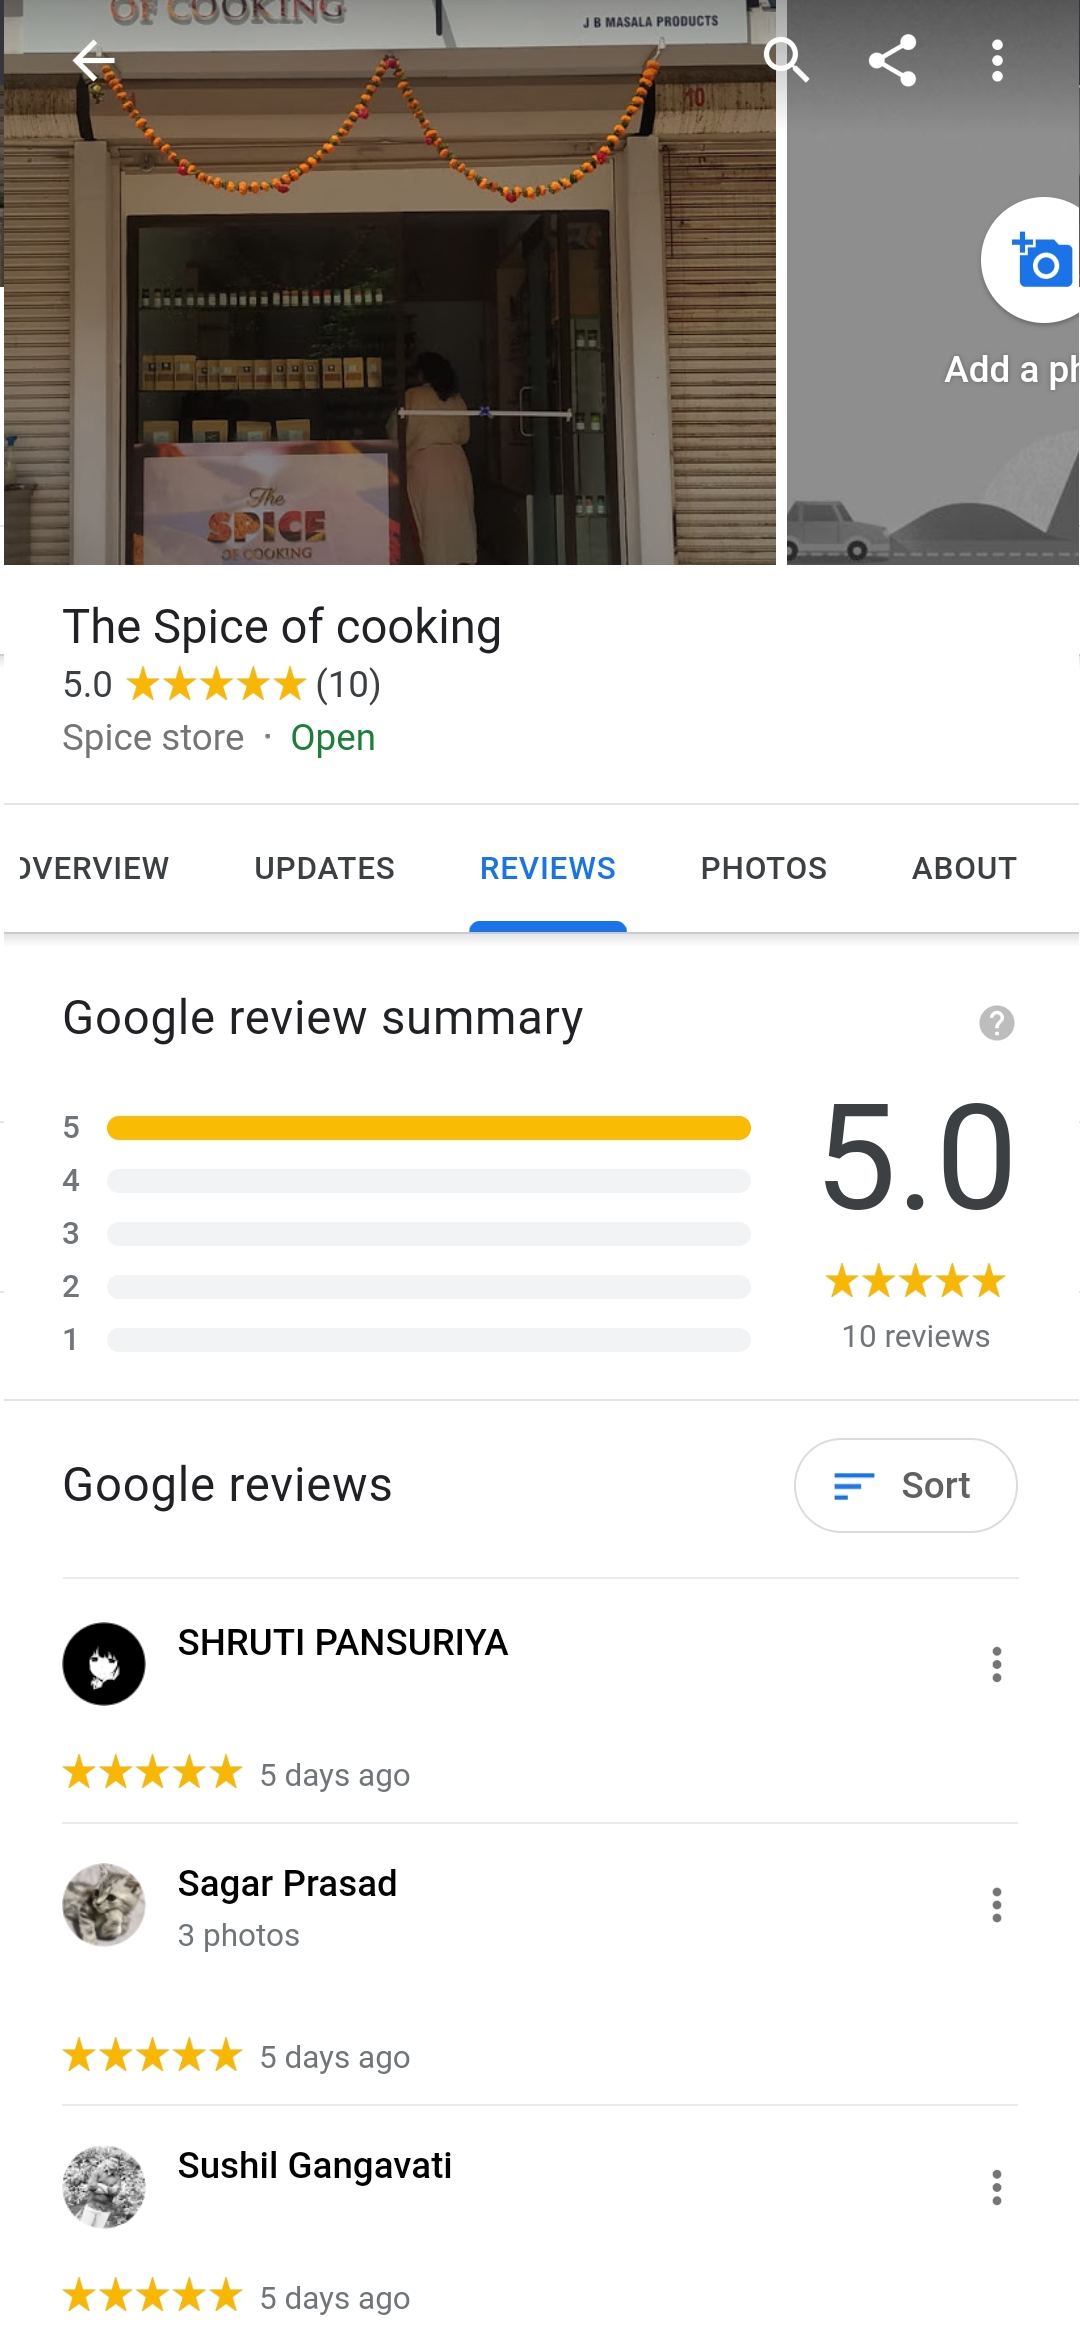 OF COOKING
J B MASALA PRODUCTS
10
The
SPICE
OF COOKING
Add a ph
The Spice of cooking
5.0 ★★★★★ (10)
Spice store · Open
OVERVIEW UPDATES REVIEWS PHOTOS ABOUT
Google review summary
5
4
3
2
1
5.0
★★★★★
10 reviews
Google reviews
Sort
SHRUTI PANSURIYA
★★★★★ 5 days ago
Sagar Prasad
3 photos
★★★★★ 5 days ago
Sushil Gangavati
★★★★★ 5 days ago